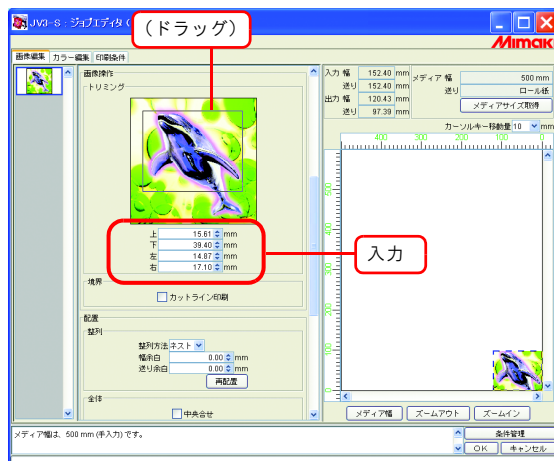 JV3-S : ジョブエディタ (
(ドラッグ)
Mimaki
画像編集 カラー編集 印刷条件
画像操作
トリミング
上 15.61 mm
下 39.40 mm
左 14.87 mm
右 17.10 mm
入力
境界
カットライン印刷
配置
整列
整列方法 ネスト
幅余白 0.00 mm
送り余白 0.00 mm
再配置
全体
中央合せ
入力 幅 152.40 mm
送り 152.40 mm
出力 幅 120.43 mm
送り 97.39 mm
メディア 幅 500 mm
送り ロール紙
メディアサイズ取得
カーソルキー移動量 10 mm
400 300 200 100 0
500
400
300
200
100
0
メディア幅 ズームアウト ズームイン
メディア幅は、500 mm (手入力) です。
条件管理
OK キャンセル